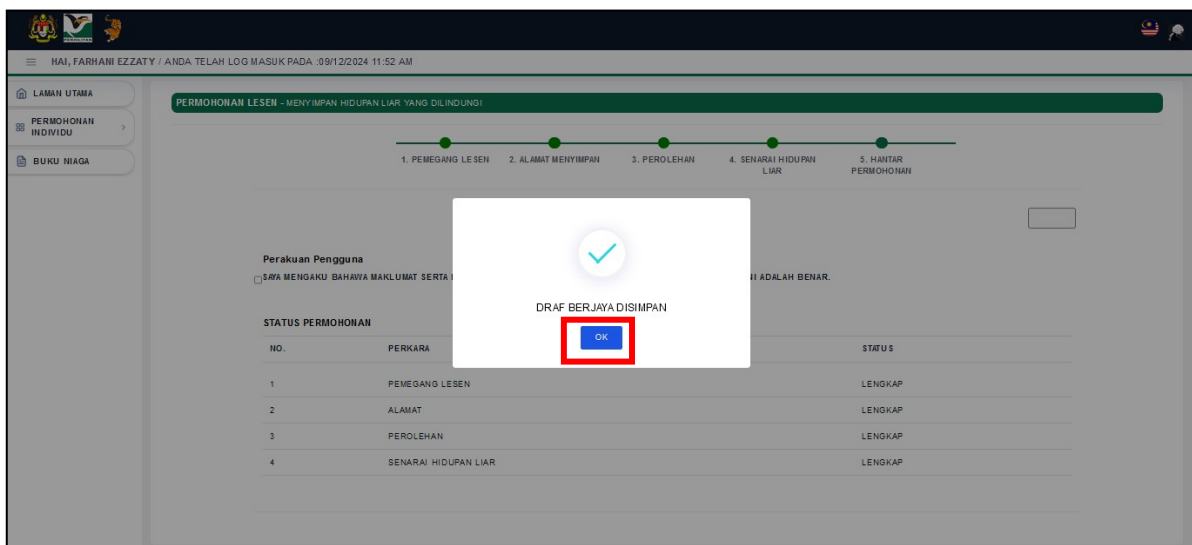 HAI, FARHANI EZZATY / ANDA TELAH LOG MASUK PADA :09/12/2024 11:52 AM
LAMAN UTAMA
PERMOHONAN
INDIVIDU
BUKU NIAGA
PERMOHONAN LESEN - MENYIMPAN HIDUPAN LIAR YANG DILINDUNGI
1. PEMEGANG LESEN
2. ALAMAT MENYIMPAN
3. PEROLEHAN
4. SENARAI HIDUPAN
LIAR
5. HANTAR
PERMOHONAN
Perakuan Pengguna
SAYA MENGAKU BAHAWA MAKLUMAT SERTA
ADALAH BENAR.
DRAF BERJAYA DISIMPAN
OK
STATUS PERMOHONAN
NO. PERKARA STATUS
1 PEMEGANG LESEN LENGKAP
2 ALAMAT LENGKAP
3 PEROLEHAN LENGKAP
4 SENARAI HIDUPAN LIAR LENGKAP